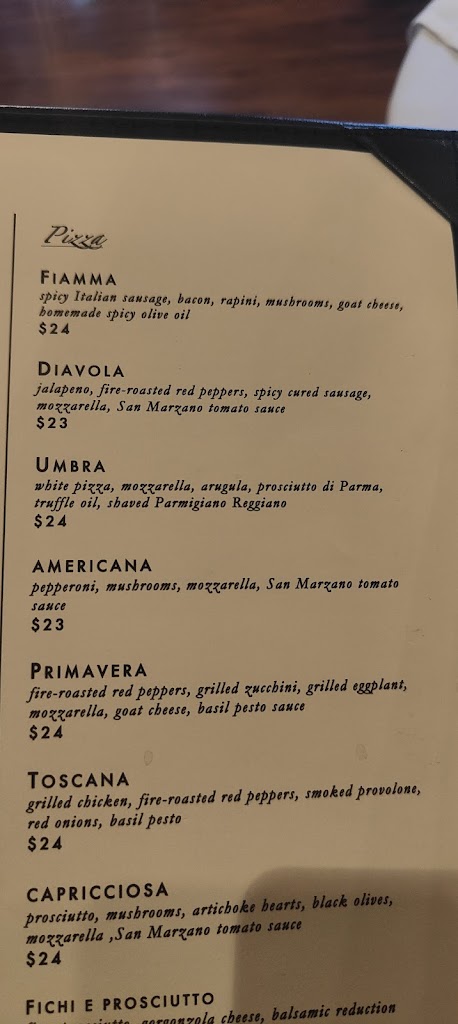 Pizza
FIAMMA
spicy Italian sausage, bacon, rapini, mushrooms, goat cheese,
homemade spicy olive oil
$24
DIAVOLA
jalapeno, fire-roasted red peppers, spicy cured sausage,
mozzarella, San Marzano tomato sauce
$23
UMBRA
white pizza, mozzarella, arugula, prosciutto di Parma,
truffle oil, shaved Parmigiano Reggiano
$24
AMERICANA
pepperoni, mushrooms, mozzarella, San Marzano tomato
sauce
$23
PRIMAVERA
fire-roasted red peppers, grilled zucchini, grilled eggplant,
mozzarella, goat cheese, basil pesto sauce
$24
TOSCANA
grilled chicken, fire-roasted red peppers, smoked provolone,
red onions, basil pesto
$24
CAPRICCIOSA
prosciutto, mushrooms, artichoke hearts, black olives,
mozzarella ,San Marzano tomato sauce
$24
FICHI E PROSCIUTTO
prosciutto, gorgonzola cheese, balsamic reduction